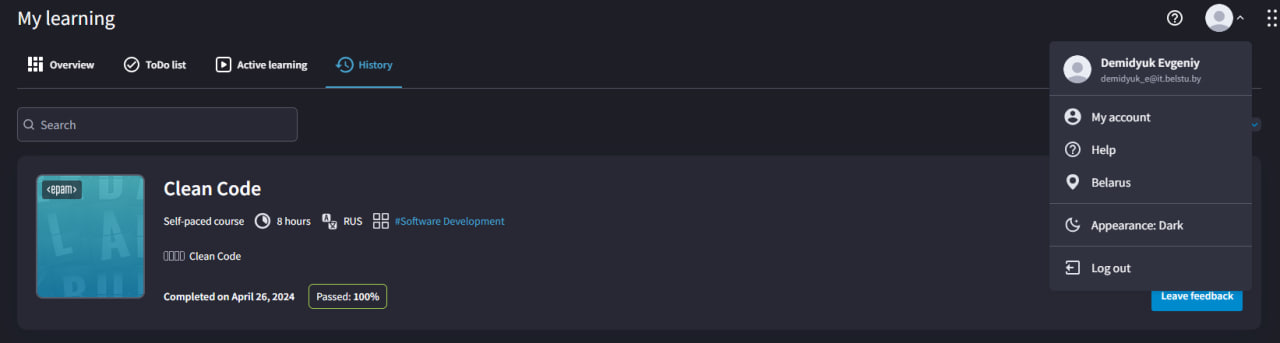 My learning
Overview
ToDo list
Active learning
History
Demidyuk Evgeniy
demidyuk_e@it.belstu.by
My account
Help
Belarus
Appearance: Dark
Log out
Search
<epam>
Clean Code
Self-paced course 8 hours RUS #Software Development
Clean Code
Completed on April 26, 2024 Passed: 100%
Leave feedback